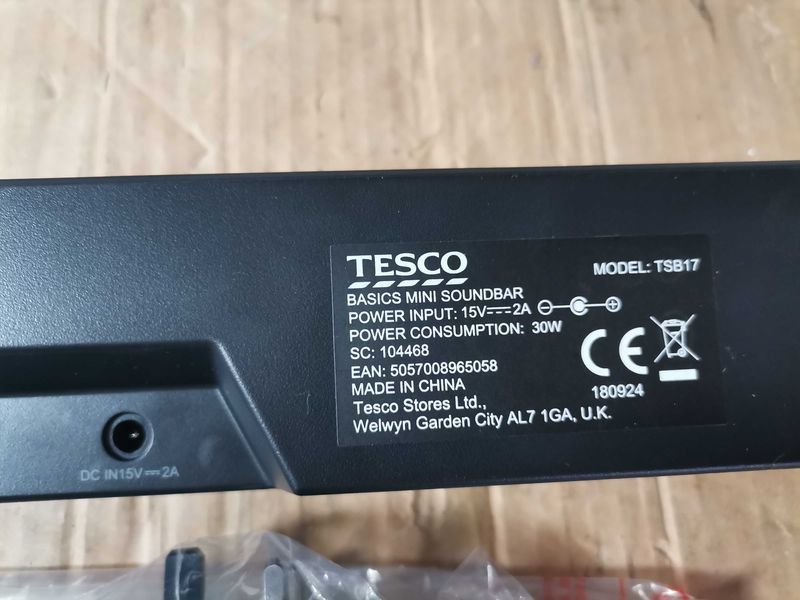 TESCO
MODEL: TSB17
BASICS MINI SOUNDBAR
POWER INPUT: 15V⎓2A
POWER CONSUMPTION: 30W
SC: 104468
EAN: 5057008965058
MADE IN CHINA
CE
180924
Tesco Stores Ltd.,
Welwyn Garden City AL7 1GA, U.K.
DC IN15V⎓2A